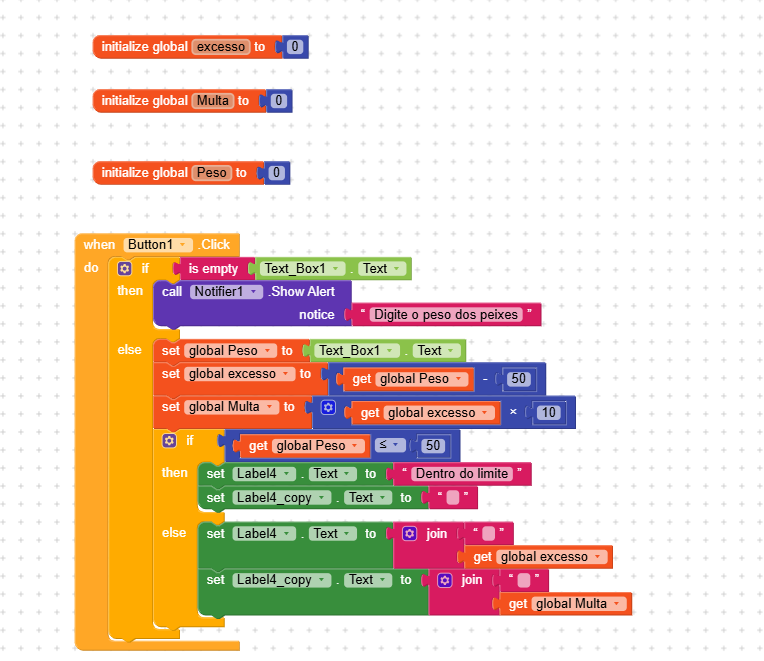 initialize global excesso to 0
initialize global Multa to 0
initialize global Peso to 0
when Button1 .Click
do if is empty Text_Box1 . Text
then call Notifier1 .Show Alert
notice “ Digite o peso dos peixes ”
else set global Peso to Text_Box1 . Text
set global excesso to get global Peso - 50
set global Multa to get global excesso × 10
if get global Peso ≤ 50
then set Label4 . Text to “ Dentro do limite ”
set Label4_copy . Text to “ ”
else set Label4 . Text to join “ ”
get global excesso
set Label4_copy . Text to join “ ”
get global Multa